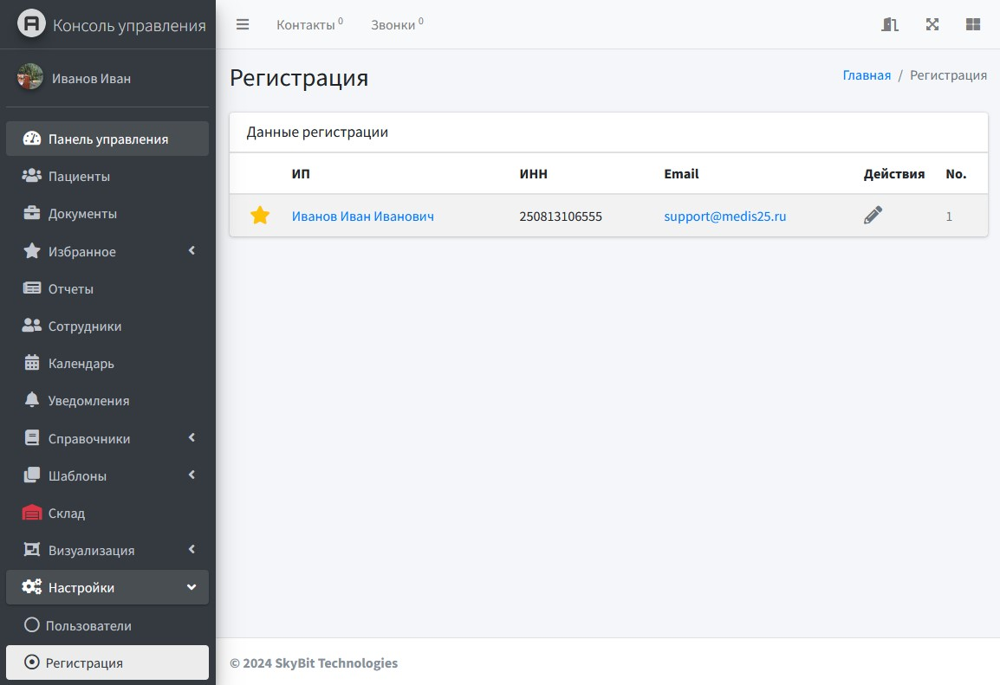 Консоль управления
Контакты 0
Звонки 0
Иванов Иван
Панель управления
Пациенты
Документы
Избранное
Отчеты
Сотрудники
Календарь
Уведомления
Справочники
Шаблоны
Склад
Визуализация
Настройки
Пользователи
Регистрация
Регистрация
Главная / Регистрация
Данные регистрации
ИП ИНН Email Действия No.
Иванов Иван Иванович 250813106555 support@medis25.ru 1
© 2024 SkyBit Technologies